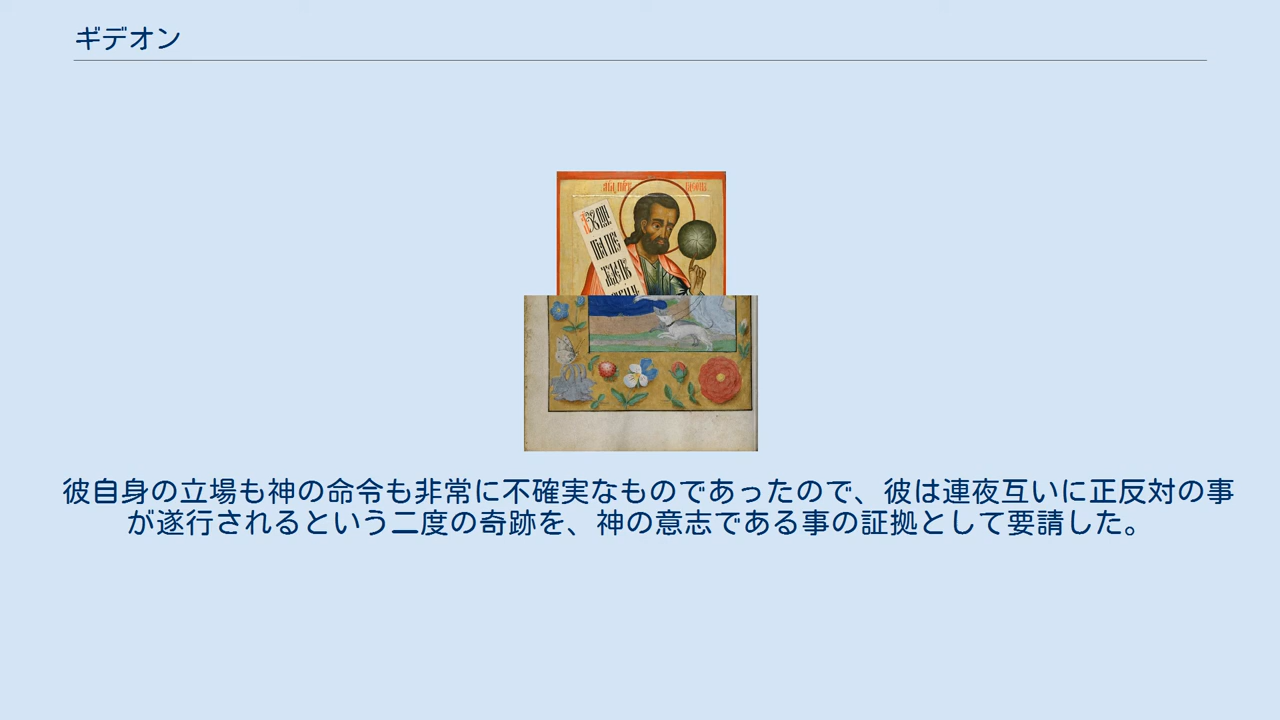 ギデオン
彼自身の立場も神の命令も非常に不確実なものであったので、彼は連夜互いに正反対の事
が遂行されるという二度の奇跡を、神の意志である事の証拠として要請した。